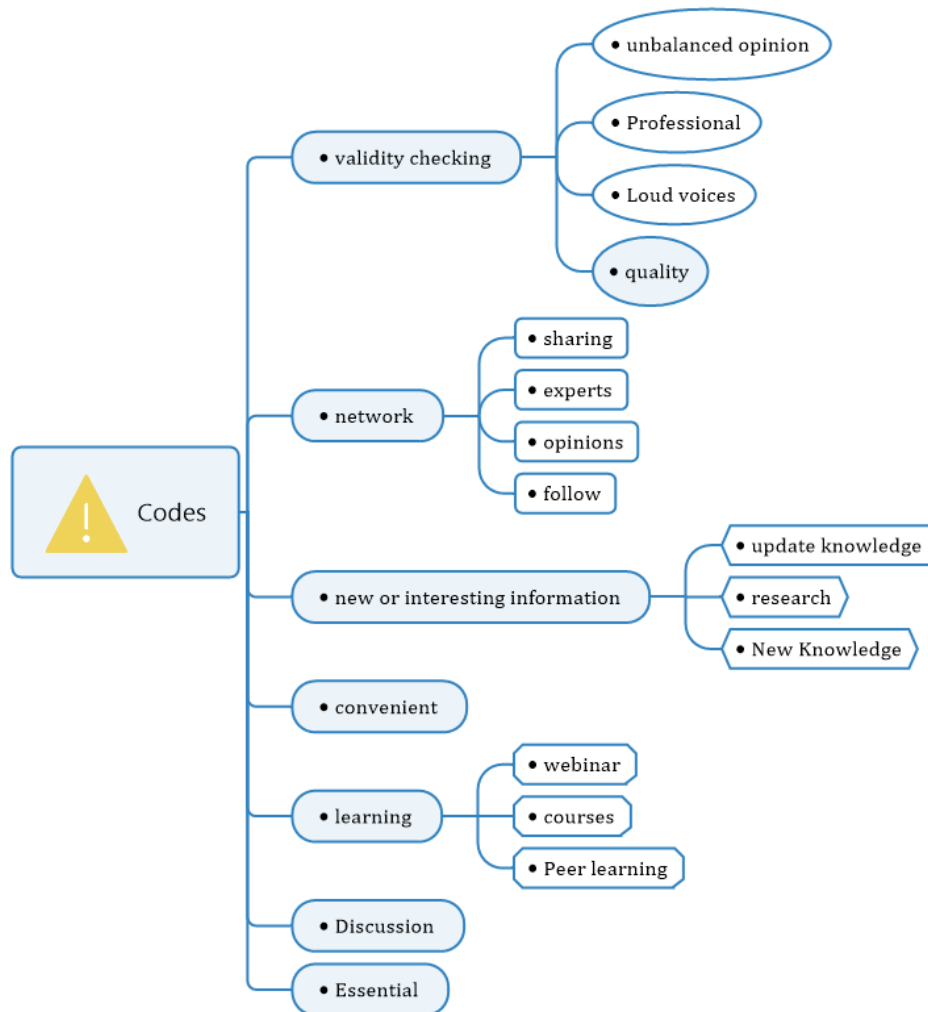 Codes
• validity checking
• unbalanced opinion
• Professional
• Loud voices
• quality
• network
• sharing
• experts
• opinions
• follow
• new or interesting information
• update knowledge
• research
• New Knowledge
• convenient
• learning
• webinar
• courses
• Peer learning
• Discussion
• Essential